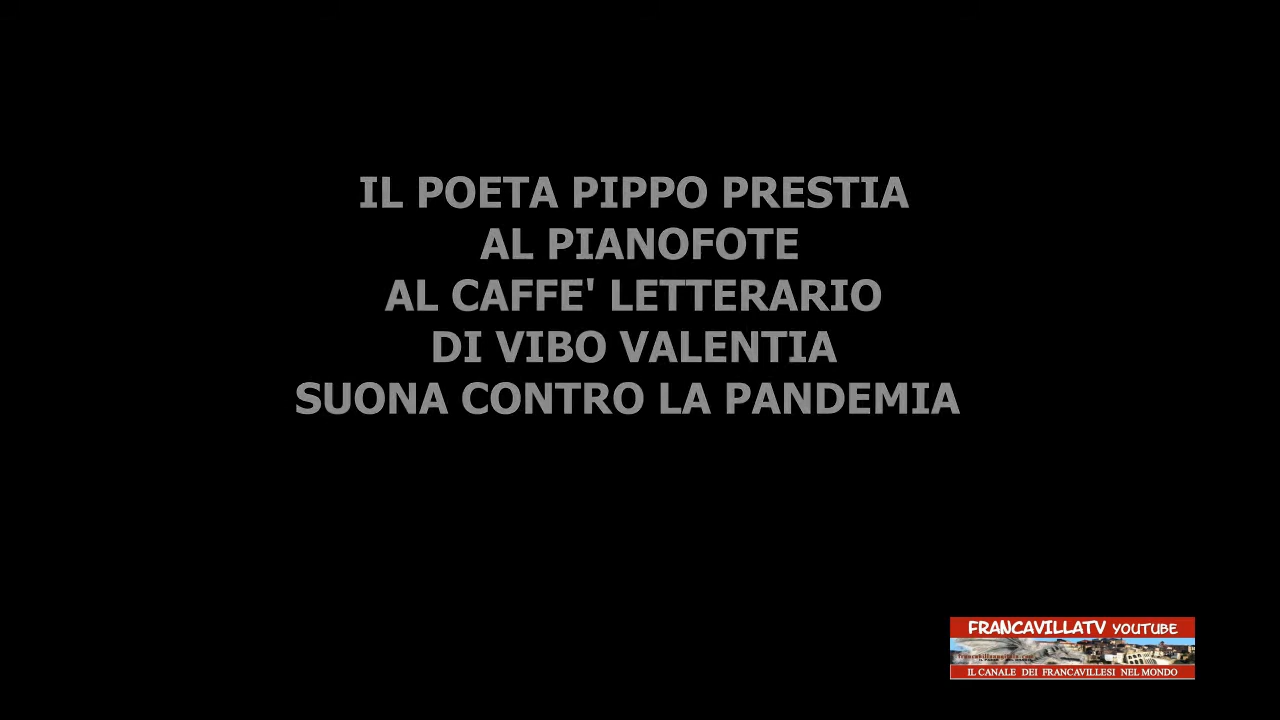 IL POETA PIPPO PRESTIA
AL PIANOFOTE
AL CAFFE' LETTERARIO
DI VIBO VALENTIA
SUONA CONTRO LA PANDEMIA
FRANCAVILLATV YOUTUBE
IL CANALE DEI FRANCAVILLESI NEL MONDO